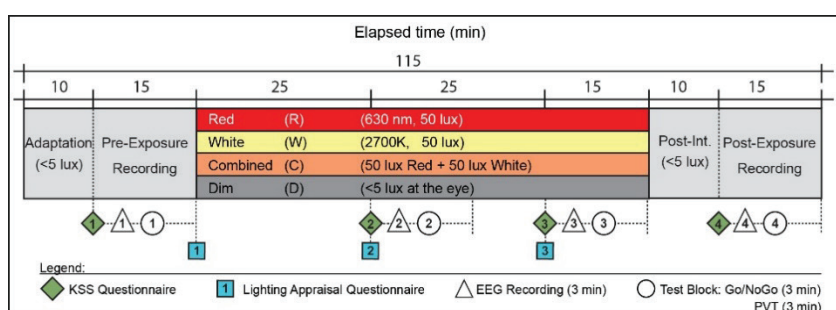 Elapsed time (min)
115
10 15 25 25 15 10 15
Red (R) (630 nm, 50 lux)
White (W) (2700K, 50 lux)
Combined (C) (50 lux Red + 50 lux White)
Dim (D) (<5 lux at the eye)
Adaptation
(<5 lux)
Pre-Exposure
Recording
Post-Int.
(<5 lux)
Post-Exposure
Recording
1 1 1 2 2 2 3 3 3 4 4 4
1 2 3
Legend:
KSS Questionnaire 1 Lighting Appraisal Questionnaire EEG Recording (3 min) Test Block: Go/NoGo (3 min)
PVT (3 min)